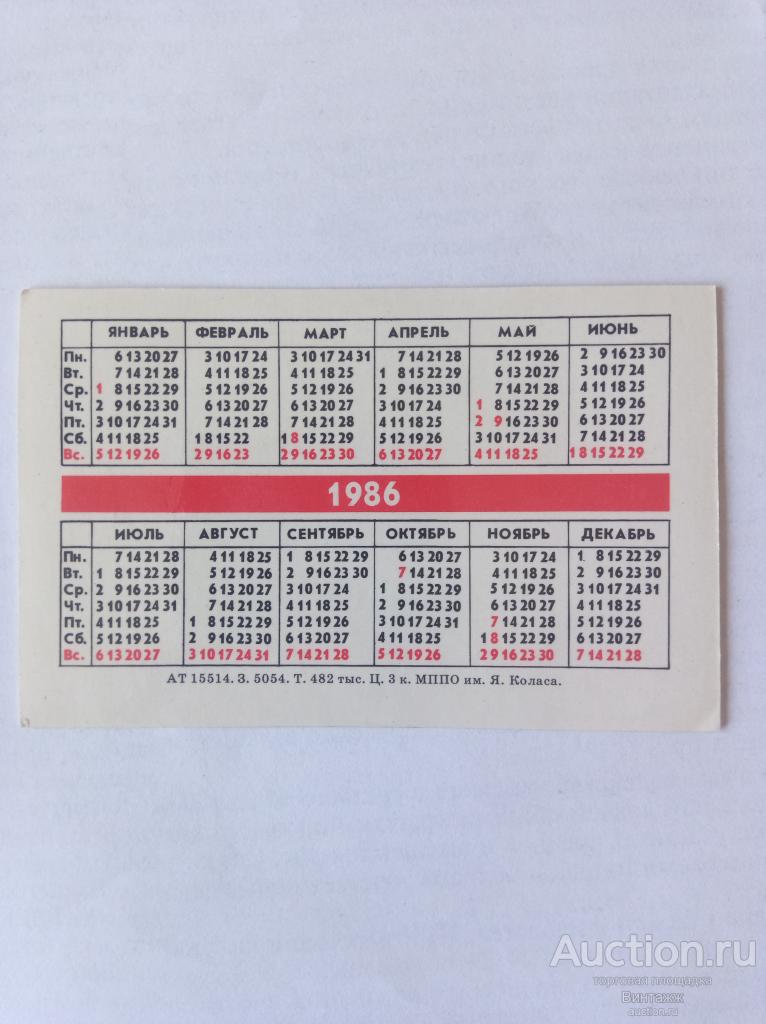 ЯНВАРЬ ФЕВРАЛЬ МАРТ АПРЕЛЬ МАЙ ИЮНЬ
Пн. 6 13 20 27 3 10 17 24 3 10 17 24 31 7 14 21 28 5 12 19 26 2 9 16 23 30
Вт. 7 14 21 28 4 11 18 25 4 11 18 25 1 8 15 22 29 6 13 20 27 3 10 17 24
Ср. 1 8 15 22 29 5 12 19 26 5 12 19 26 2 9 16 23 30 7 14 21 28 4 11 18 25
Чт. 2 9 16 23 30 6 13 20 27 6 13 20 27 3 10 17 24 1 8 15 22 29 5 12 19 26
Пт. 3 10 17 24 31 7 14 21 28 7 14 21 28 4 11 18 25 2 9 16 23 30 6 13 20 27
Сб. 4 11 18 25 1 8 15 22 1 8 15 22 29 5 12 19 26 3 10 17 24 31 7 14 21 28
Вс. 5 12 19 26 2 9 16 23 2 9 16 23 30 6 13 20 27 4 11 18 25 1 8 15 22 29
1986
ИЮЛЬ АВГУСТ СЕНТЯБРЬ ОКТЯБРЬ НОЯБРЬ ДЕКАБРЬ
Пн. 7 14 21 28 4 11 18 25 1 8 15 22 29 6 13 20 27 3 10 17 24 1 8 15 22 29
Вт. 1 8 15 22 29 5 12 19 26 2 9 16 23 30 7 14 21 28 4 11 18 25 2 9 16 23 30
Ср. 2 9 16 23 30 6 13 20 27 3 10 17 24 1 8 15 22 29 5 12 19 26 3 10 17 24 31
Чт. 3 10 17 24 31 7 14 21 28 4 11 18 25 2 9 16 23 30 6 13 20 27 4 11 18 25
Пт. 4 11 18 25 1 8 15 22 29 5 12 19 26 3 10 17 24 31 7 14 21 28 5 12 19 26
Сб. 5 12 19 26 2 9 16 23 30 6 13 20 27 4 11 18 25 1 8 15 22 29 6 13 20 27
Вс. 6 13 20 27 3 10 17 24 31 7 14 21 28 5 12 19 26 2 9 16 23 30 7 14 21 28
АТ 15514. З. 5054. Т. 482 тыс. Ц. 3 к. МППО им. Я. Коласа.
Auction.ru
торговая площадка
Винтажж
auction.ru